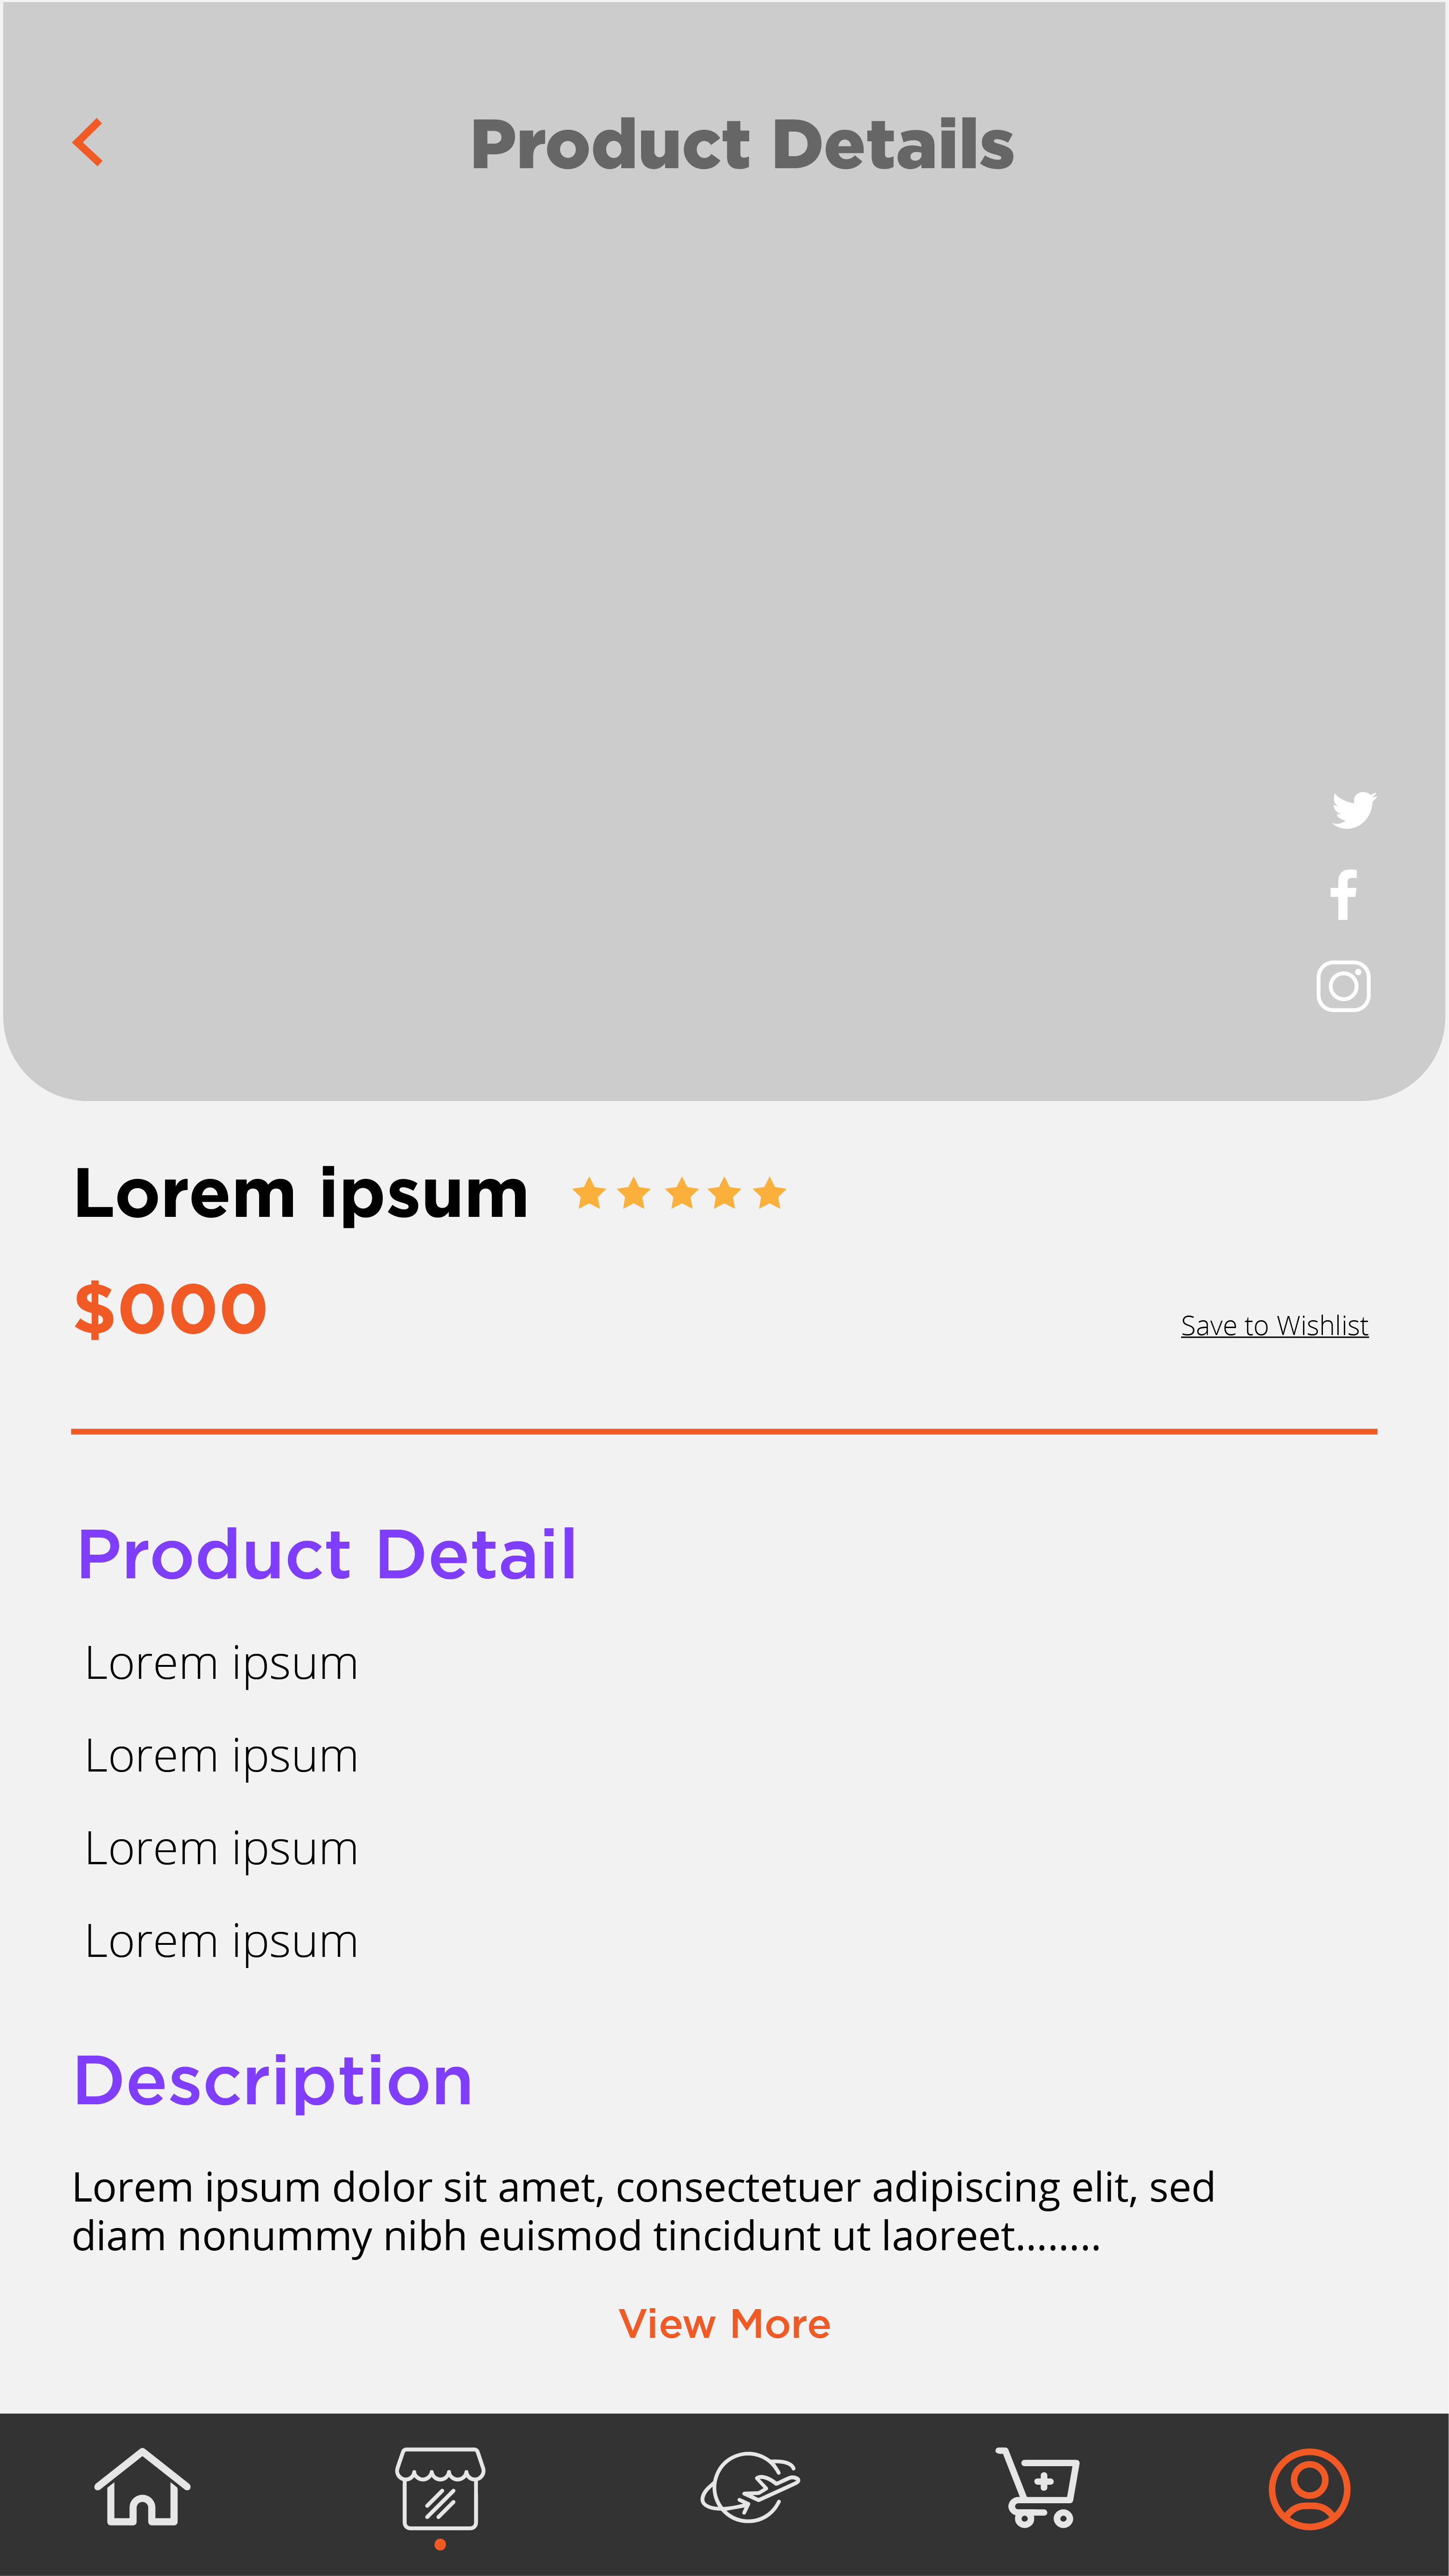 Product Details
Lorem ipsum
$000
Save to Wishlist
Product Detail
Lorem ipsum
Lorem ipsum
Lorem ipsum
Lorem ipsum
Description
Lorem ipsum dolor sit amet, consectetuer adipiscing elit, sed
diam nonummy nibh euismod tincidunt ut laoreet........
View More